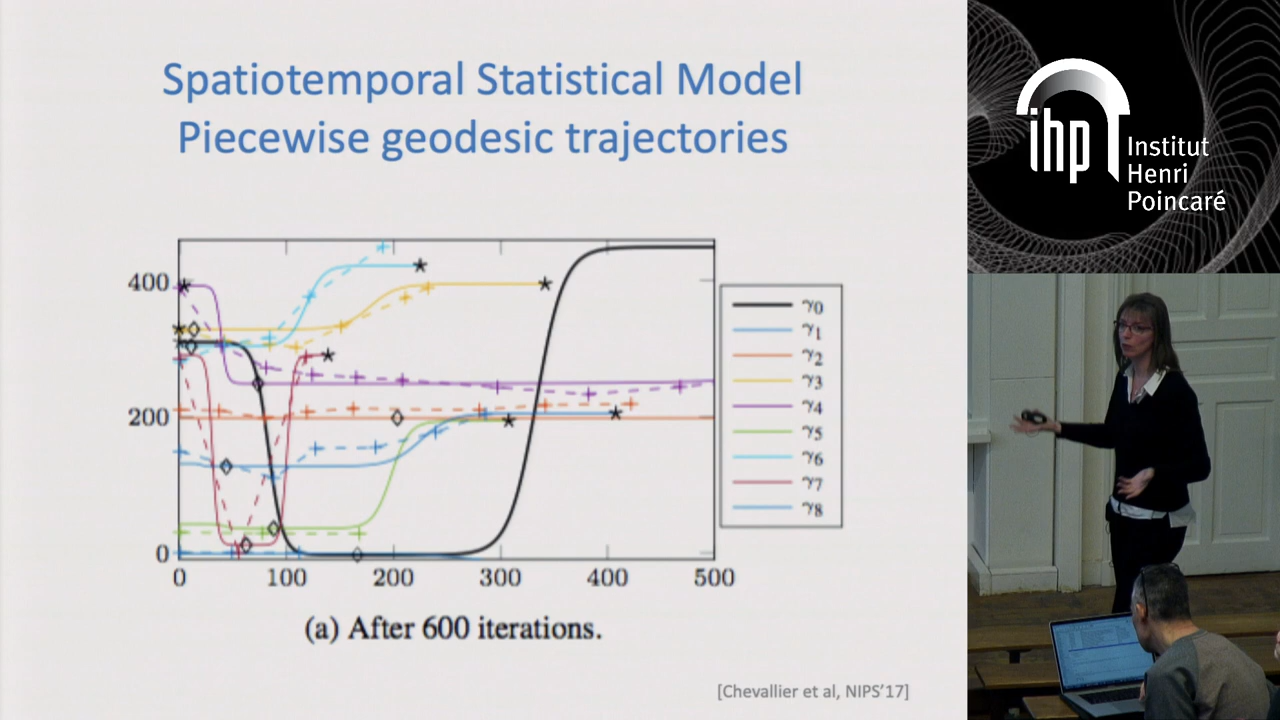 Spatiotemporal Statistical Model
Piecewise geodesic trajectories
400
200
0
0 100 200 300 400 500
γ0
γ1
γ2
γ3
γ4
γ5
γ6
γ7
γ8
(a) After 600 iterations.
[Chevallier et al, NIPS'17]
ihp
Institut
Henri
Poincaré